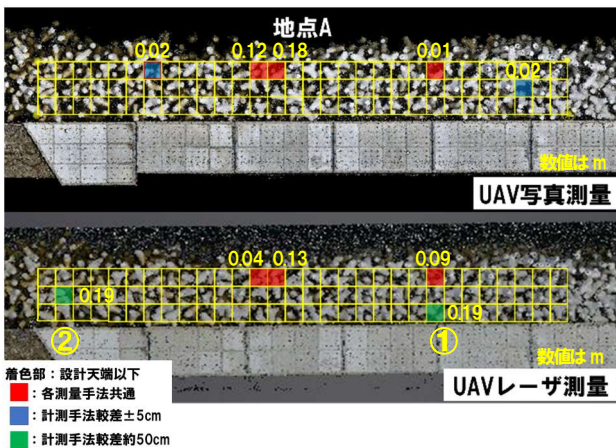 地点A
0.02
0.12 0.18
0.01
0.02
数値はm
UAV写真測量
0.04 0.13
0.09
0.19
0.19
② ①
数値はm
UAVレーザ測量
着色部：設計天端以下
：各測量手法共通
：計測手法較差±5cm
：計測手法較差約50cm